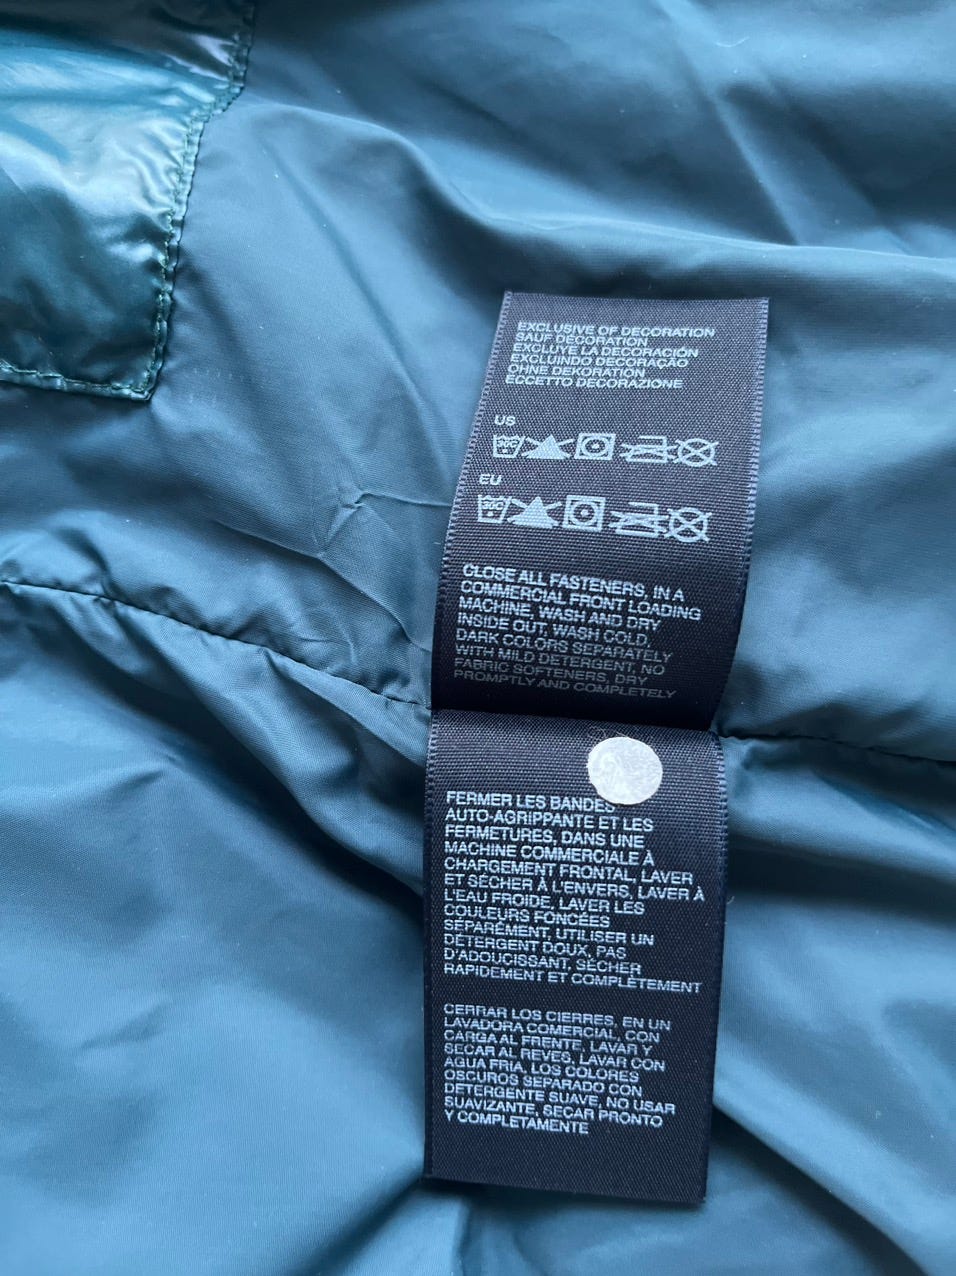 EXCLUSIVE OF DECORATION
SAUF DÉCORATION
EXCLUYE LA DECORACIÓN
EXCLUINDO DECORAÇÃO
OHNE DEKORATION
ECCETTO DECORAZIONE
US
30C
EU
30C
CLOSE ALL FASTENERS, IN A
COMMERCIAL FRONT LOADING
MACHINE, WASH AND DRY
INSIDE OUT, WASH COLD,
DARK COLORS SEPARATELY
WITH MILD DETERGENT, NO
FABRIC SOFTENERS, DRY
PROMPTLY AND COMPLETELY
FERMER LES BANDES
AUTO-AGRIPPANTE ET LES
FERMETURES, DANS UNE
MACHINE COMMERCIALE À
CHARGEMENT FRONTAL, LAVER
ET SÉCHER À L'ENVERS, LAVER À
L'EAU FROIDE, LAVER LES
COULEURS FONCÉES
SÉPARÉMENT, UTILISER UN
DÉTERGENT DOUX, PAS
D'ADOUCISSANT, SÉCHER
RAPIDEMENT ET COMPLÈTEMENT
CERRAR LOS CIERRES, EN UN
LAVADORA COMERCIAL, CON
CARGA AL FRENTE, LAVAR Y
SECAR AL REVES, LAVAR CON
AGUA FRIA, LOS COLORES
OSCUROS SEPARADO CON
DETERGENTE SUAVE, NO USAR
SUAVIZANTE, SECAR PRONTO
Y COMPLETAMENTE